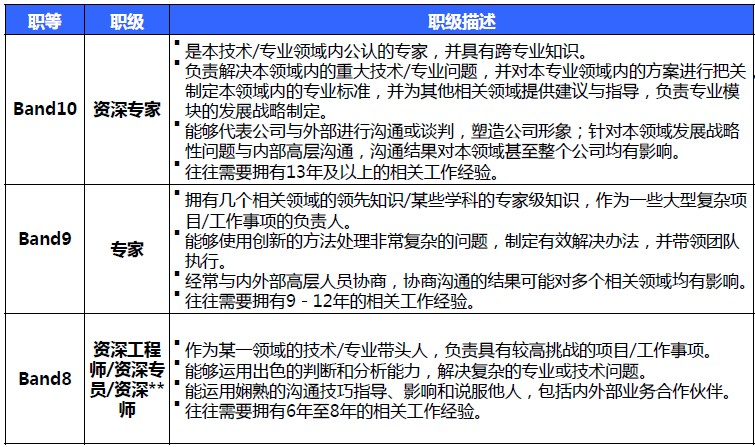 职等 职级 职级描述
Band10 资深专家
▪ 是本技术/专业领域内公认的专家，并具有跨专业知识。
▪ 负责解决本领域内的重大技术/专业问题，并对本专业领域内的方案进行把关，
制定本领域内的专业标准，并为其他相关领域提供建议与指导，负责专业模
块的发展战略制定。
▪ 能够代表公司与外部进行沟通或谈判，塑造公司形象；针对本领域发展战略
性问题与内部高层沟通，沟通结果对本领域甚至整个公司均有影响。
▪ 往往需要拥有13年及以上的相关工作经验。
Band9 专家
▪ 拥有几个相关领域的领先知识/某些学科的专家级知识，作为一些大型复杂项
目/工作事项的负责人。
▪ 能够使用创新的方法处理非常复杂的问题，制定有效解决办法，并带领团队
执行。
▪ 经常与内外部高层人员协商，协商沟通的结果可能对多个相关领域均有影响。
▪ 往往需要拥有9－12年的相关工作经验。
Band8
资深工程
师/资深专
员/资深**
师
▪ 作为某一领域的技术/专业带头人，负责具有较高挑战的项目/工作事项。
▪ 能够运用出色的判断和分析能力，解决复杂的专业或技术问题。
▪ 能运用娴熟的沟通技巧指导、影响和说服他人，包括内外部业务合作伙伴。
▪ 往往需要拥有6年至8年的相关工作经验。